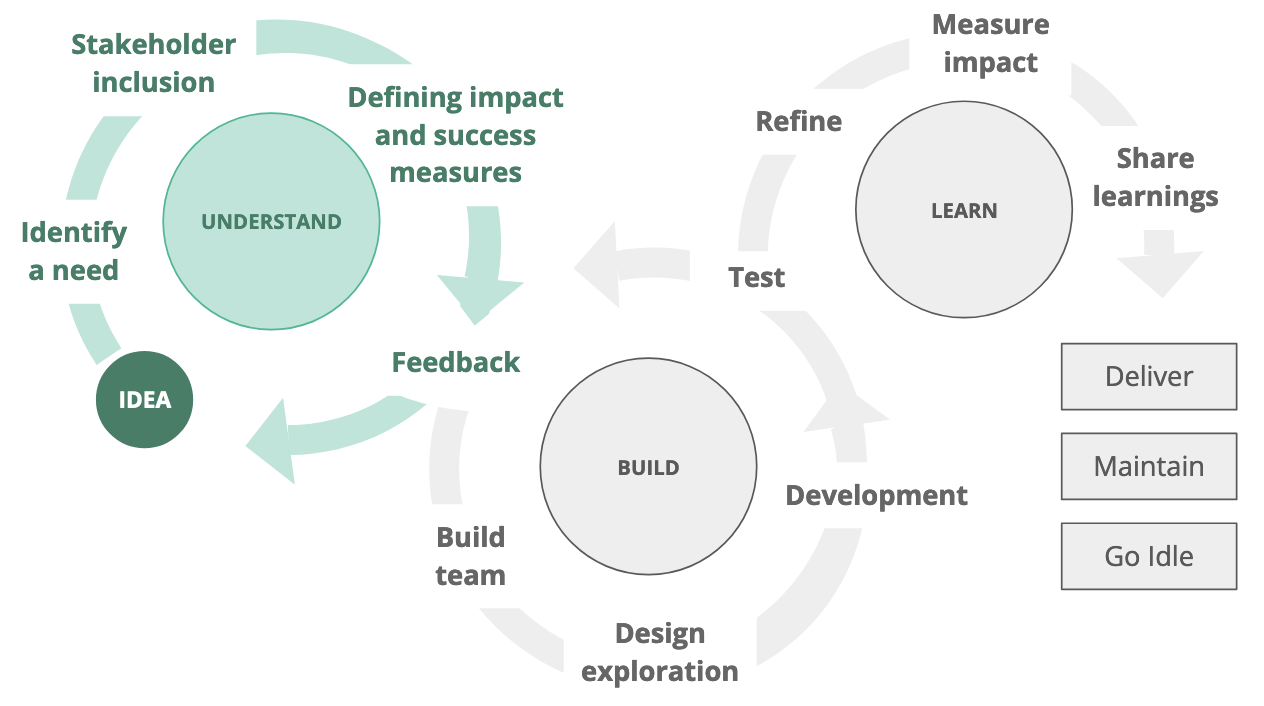 Stakeholder
inclusion
Defining impact
and success
measures
UNDERSTAND
Identify
a need
IDEA
Feedback
Build
team
Design
exploration
BUILD
Development
Test
Refine
Measure
impact
LEARN
Share
learnings
Deliver
Maintain
Go Idle